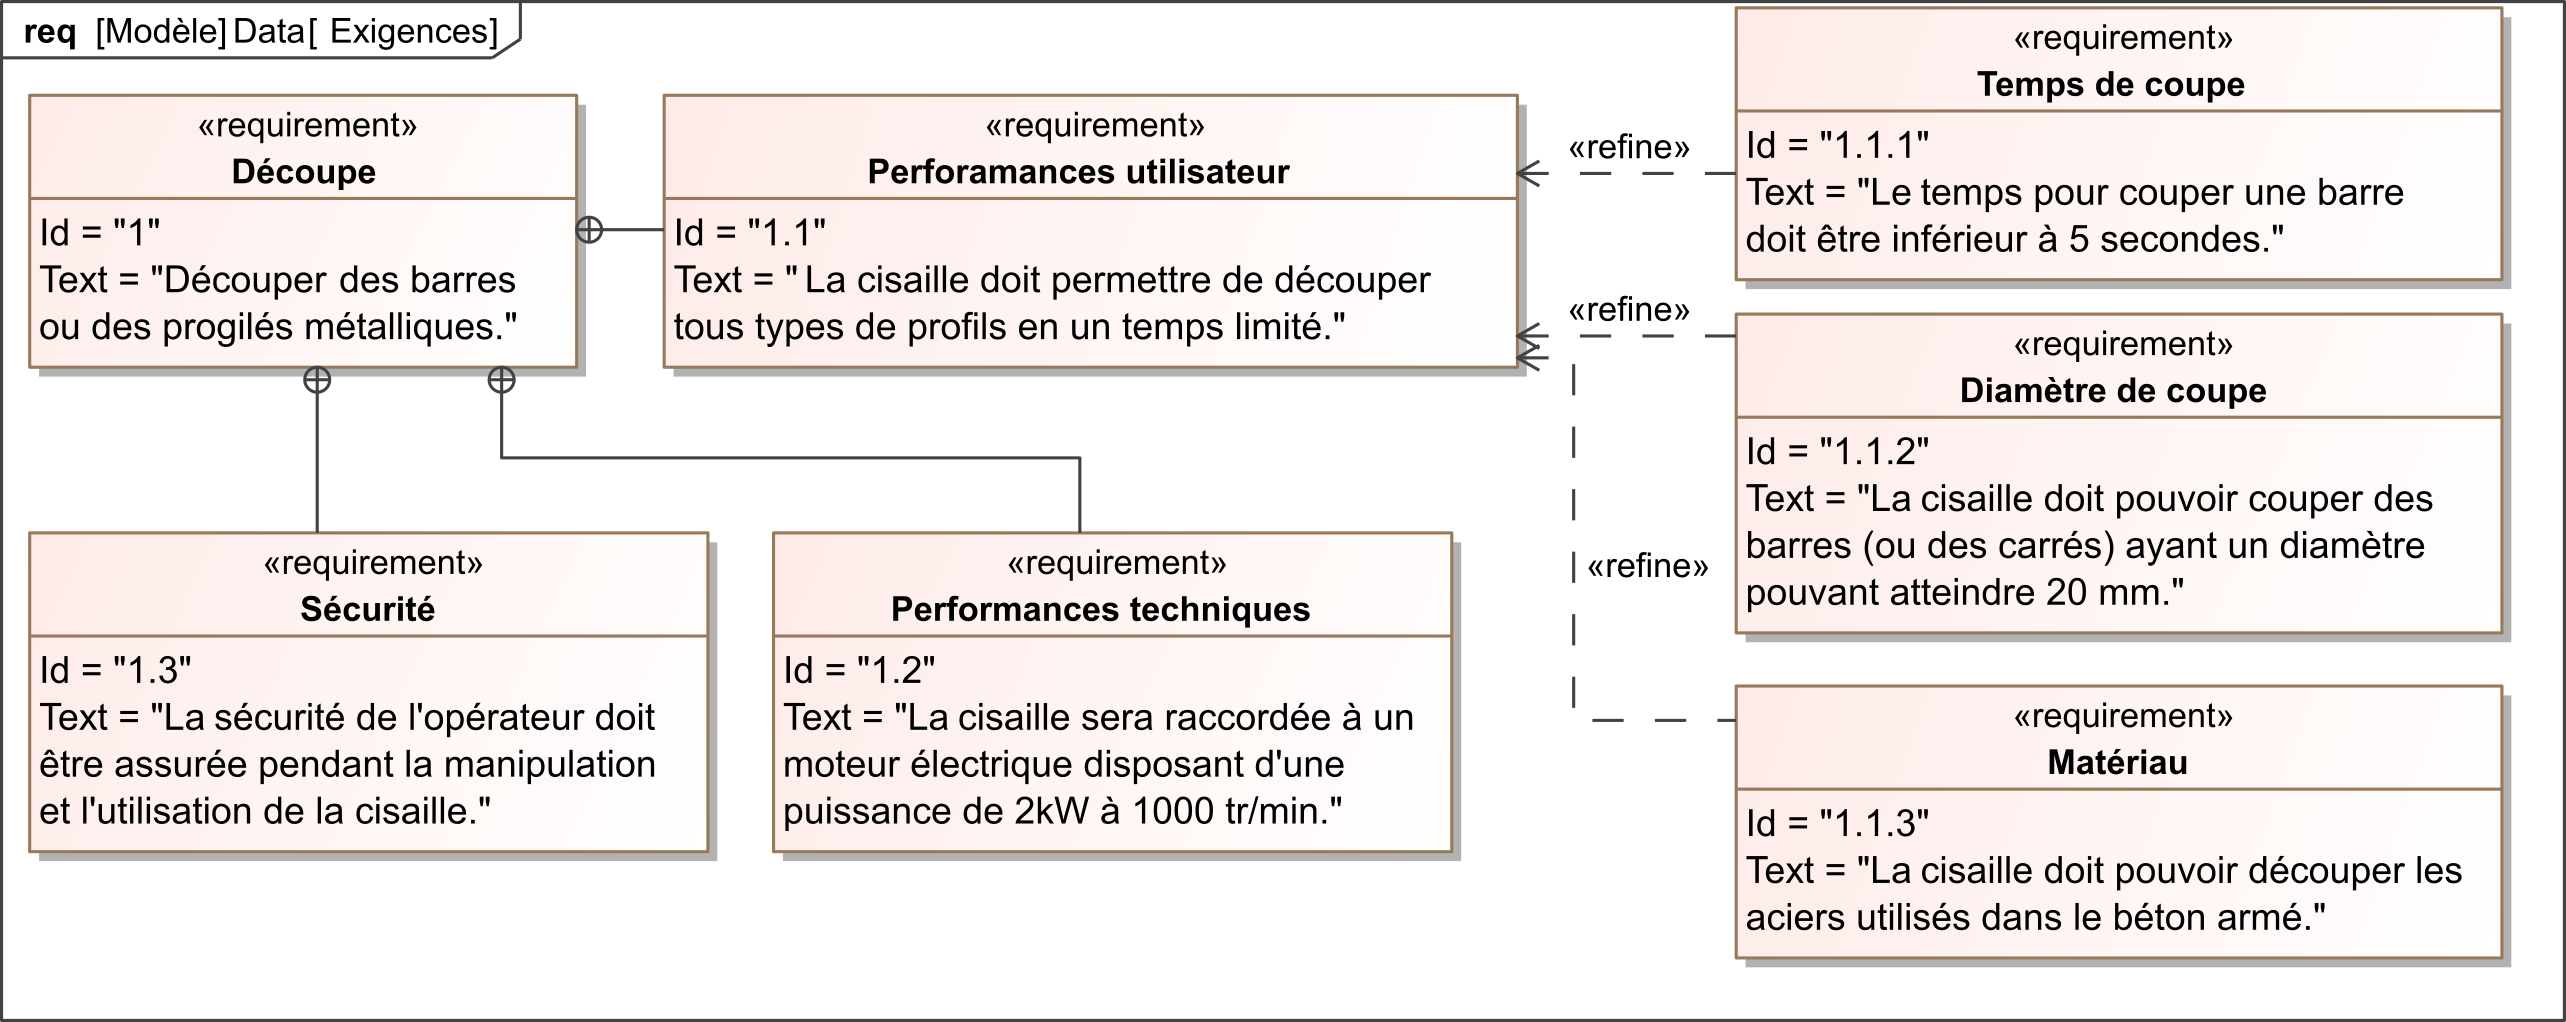 req [Modèle] Data[ Exigences]
«requirement»
Découpe
Id = "1"
Text = "Découper des barres
ou des progilés métalliques."
«requirement»
Perforamances utilisateur
Id = "1.1"
Text = " La cisaille doit permettre de découper
tous types de profils en un temps limité."
«refine»
«requirement»
Temps de coupe
Id = "1.1.1"
Text = "Le temps pour couper une barre
doit être inférieur à 5 secondes."
«refine»
«requirement»
Diamètre de coupe
Id = "1.1.2"
Text = "La cisaille doit pouvoir couper des
barres (ou des carrés) ayant un diamètre
pouvant atteindre 20 mm."
«refine»
«requirement»
Sécurité
Id = "1.3"
Text = "La sécurité de l'opérateur doit
être assurée pendant la manipulation
et l'utilisation de la cisaille."
«requirement»
Performances techniques
Id = "1.2"
Text = "La cisaille sera raccordée à un
moteur électrique disposant d'une
puissance de 2kW à 1000 tr/min."
«requirement»
Matériau
Id = "1.1.3"
Text = "La cisaille doit pouvoir découper les
aciers utilisés dans le béton armé."